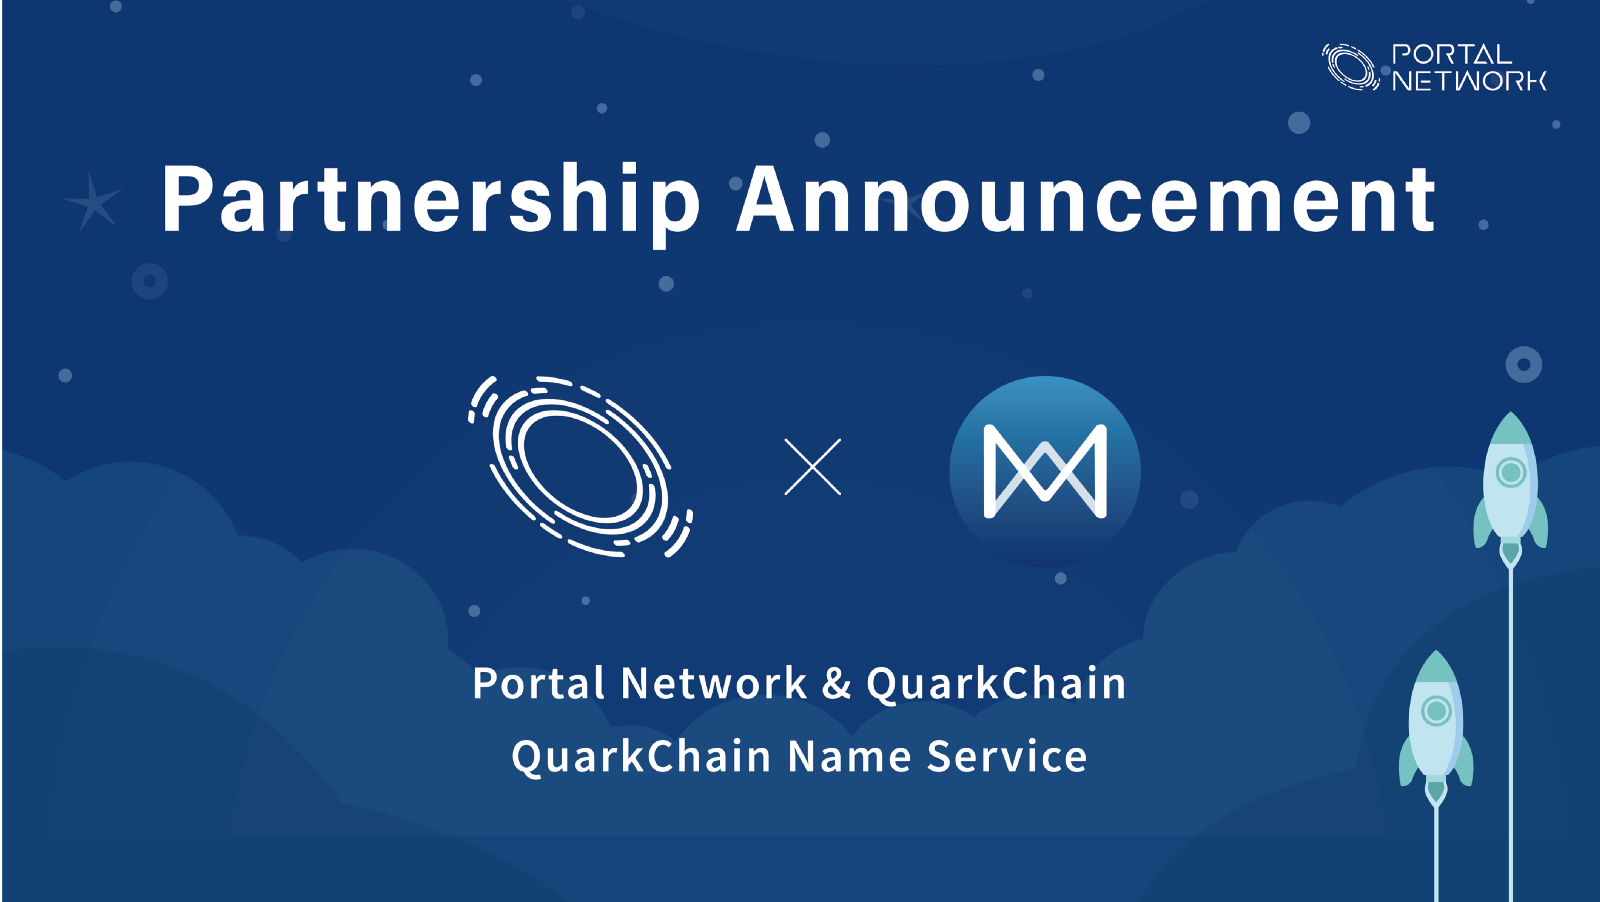 PORTAL
NETWORK
Partnership Announcement
Portal Network & QuarkChain
QuarkChain Name Service